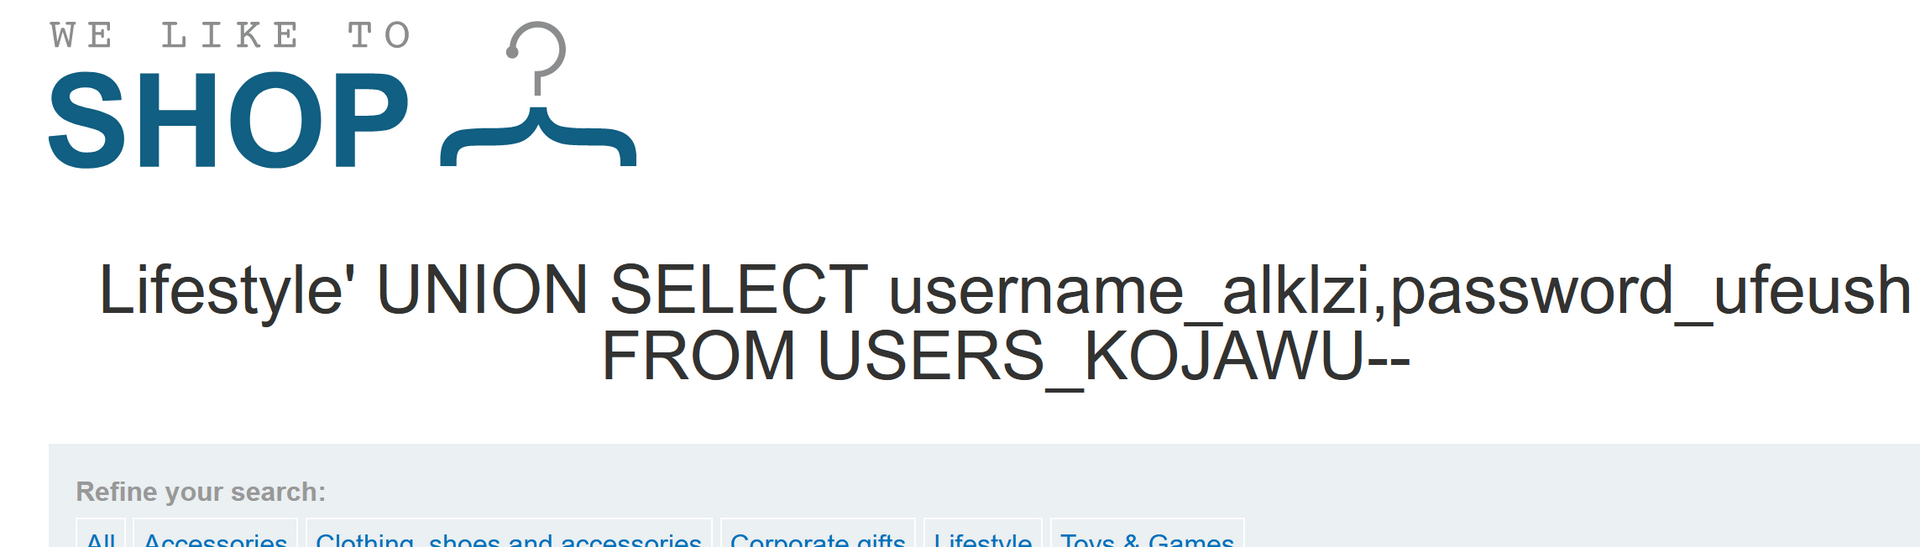 WE LIKE TO
SHOP
Lifestyle' UNION SELECT username_alklzi,password_ufeush
FROM USERS_KOJAWU--
Refine your search:
All Accessories Clothing, shoes and accessories Corporate gifts Lifestyle Toys & Games